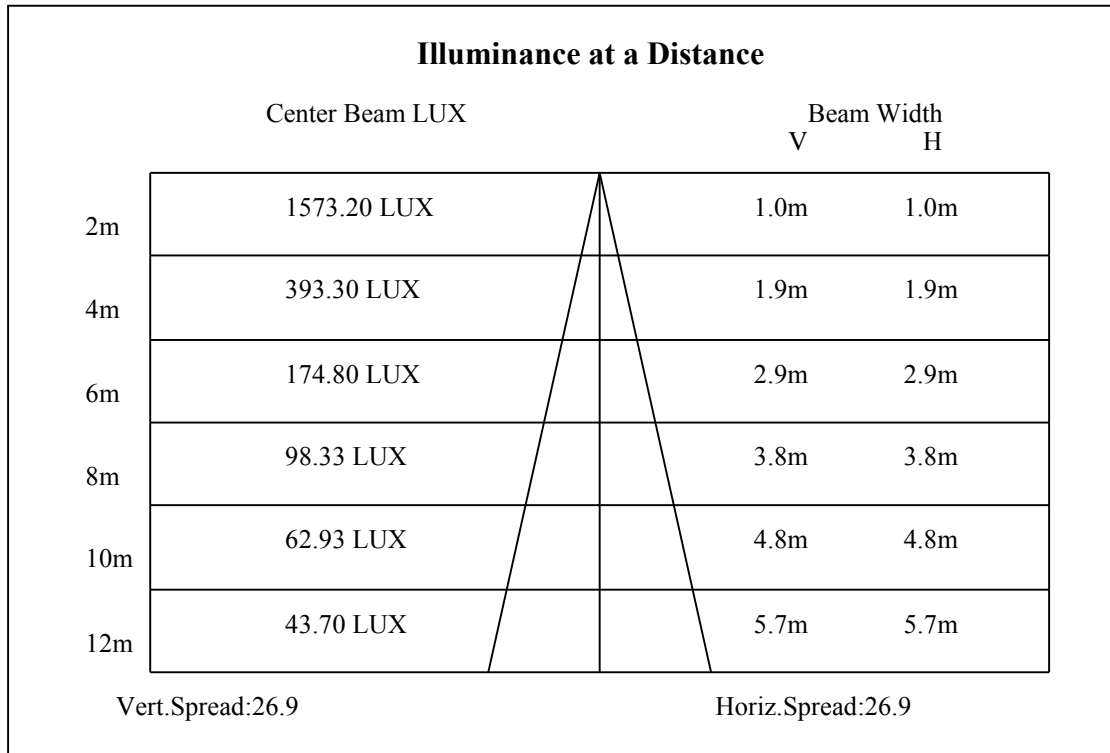 Illuminance at a Distance
Center Beam LUX Beam Width
V H
2m 1573.20 LUX 1.0m 1.0m
4m 393.30 LUX 1.9m 1.9m
6m 174.80 LUX 2.9m 2.9m
8m 98.33 LUX 3.8m 3.8m
10m 62.93 LUX 4.8m 4.8m
12m 43.70 LUX 5.7m 5.7m
Vert.Spread:26.9 Horiz.Spread:26.9